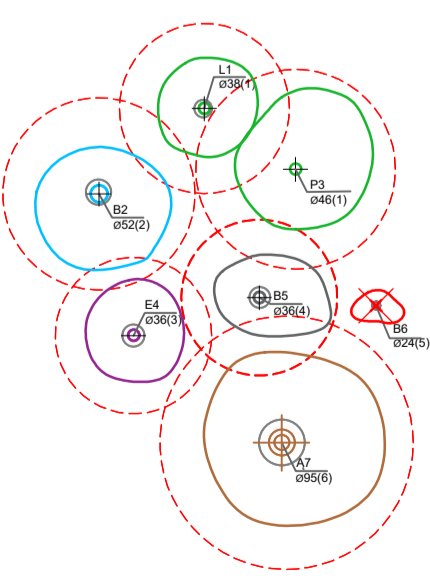 L1
ø38(1)
P3
ø46(1)
B2
ø52(2)
B5
ø36(4)
E4
ø36(3)
B6
ø24(5)
A7
ø95(6)